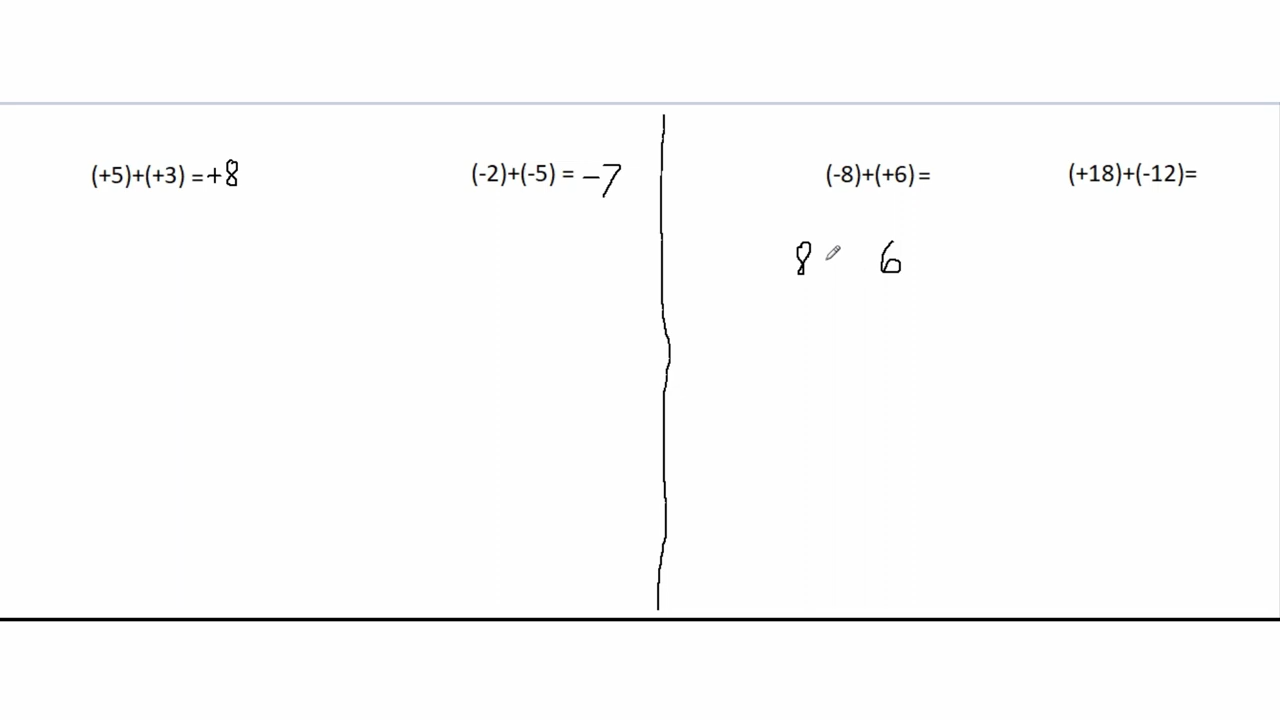 (+5)+(+3) =+8 (-2)+(-5) = -7 (-8)+(+6)= (+18)+(-12)=
8 6